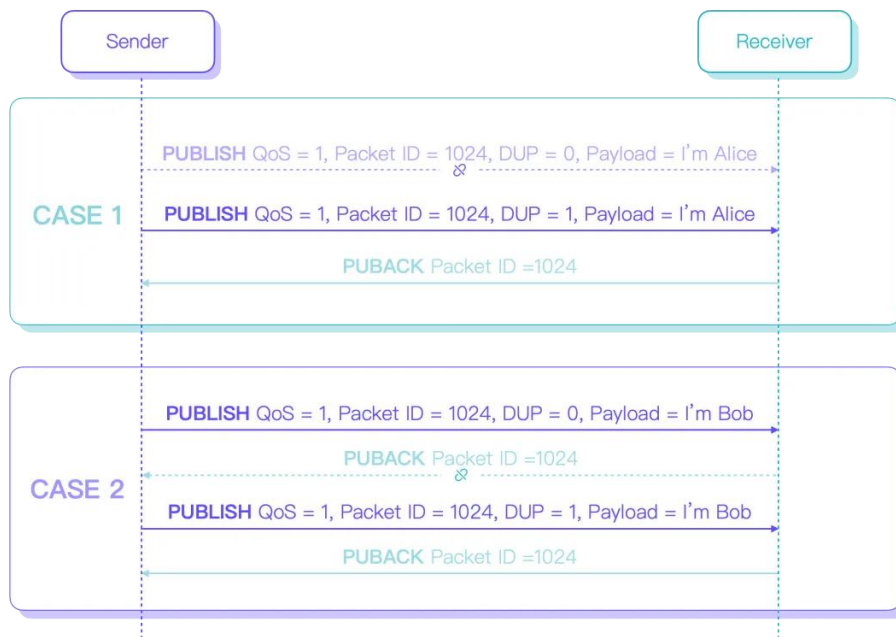 Sender
Receiver
PUBLISH QoS = 1, Packet ID = 1024, DUP = 0, Payload = I'm Alice
CASE 1
PUBLISH QoS = 1, Packet ID = 1024, DUP = 1, Payload = I'm Alice
PUBACK Packet ID =1024
PUBLISH QoS = 1, Packet ID = 1024, DUP = 0, Payload = I'm Bob
PUBACK Packet ID =1024
CASE 2
PUBLISH QoS = 1, Packet ID = 1024, DUP = 1, Payload = I'm Bob
PUBACK Packet ID =1024